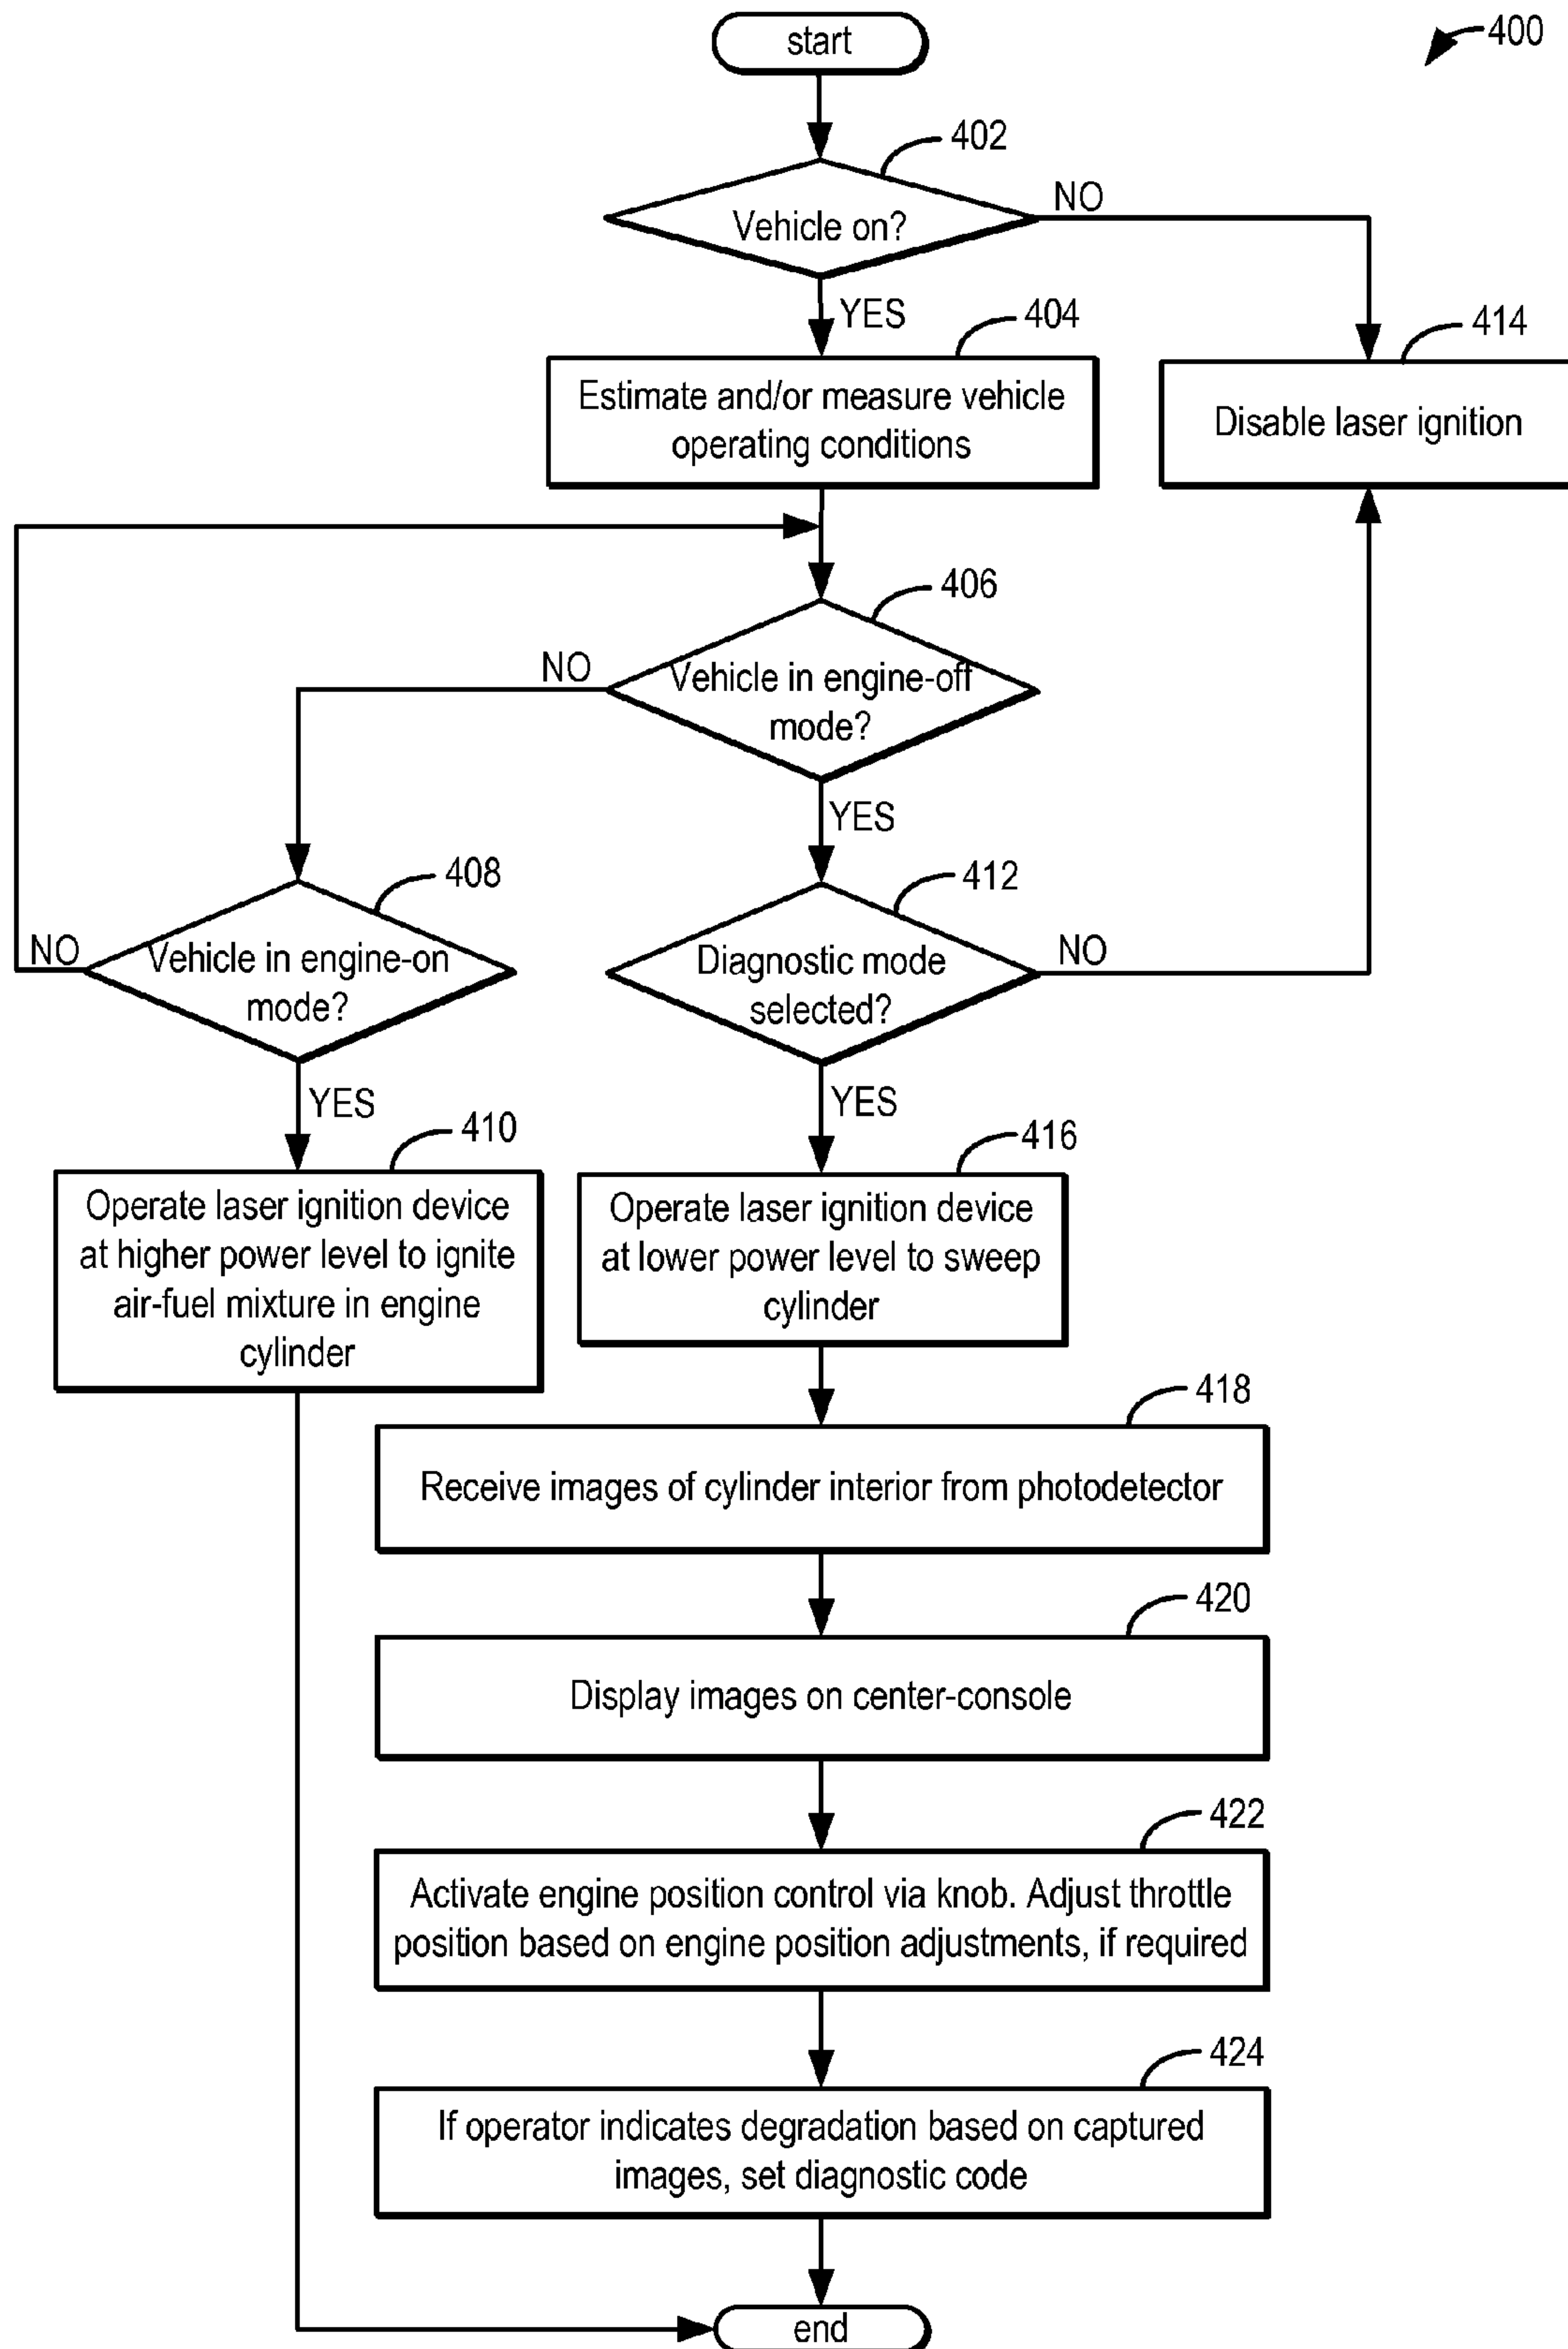 start
400
402
Vehicle on?
NO
YES
404
414
Estimate and/or measure vehicle
operating conditions
Disable laser ignition
406
NO
Vehicle in engine-off
mode?
YES
408
412
NO
Vehicle in engine-on
mode?
Diagnostic mode
selected?
NO
YES
YES
410
416
Operate laser ignition device
at higher power level to ignite
air-fuel mixture in engine
cylinder
Operate laser ignition device
at lower power level to sweep
cylinder
418
Receive images of cylinder interior from photodetector
420
Display images on center-console
422
Activate engine position control via knob. Adjust throttle
position based on engine position adjustments, if required
424
If operator indicates degradation based on captured
images, set diagnostic code
end